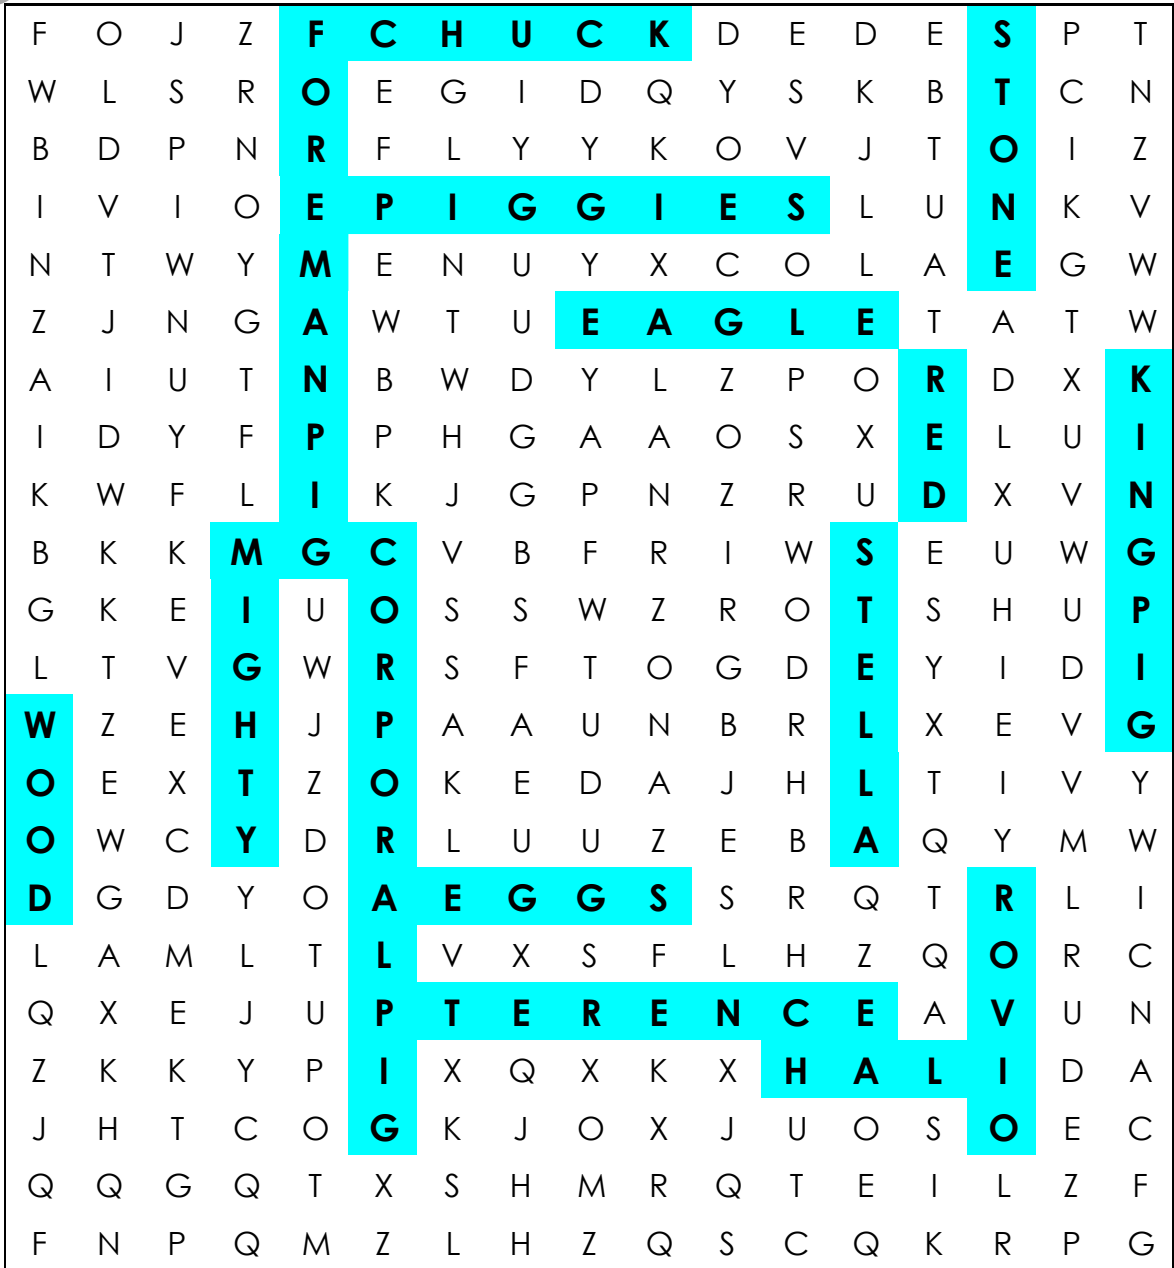 F O J Z F C H U C K D E D E S P T
W L S R O E G I D Q Y S K B T C N
B D P N R F L Y Y K O V J T O I Z
I V I O E P I G G I E S L U N K V
N T W Y M E N U Y X C O L A E G W
Z J N G A W T U E A G L E T A T W
A I U T N B W D Y L Z P O R D X K
I D Y F P P H G A A O S X E L U I
K W F L I K J G P N Z R U D X V N
B K K M G C V B F R I W S E U W G
G K E I U O S S W Z R O T S H U P
L T V G W R S F T O G D E Y I D I
W Z E H J P A A U N B R L X E V G
O E X T Z O K E D A J H L T I V Y
O W C Y D R L U U Z E B A Q Y M W
D G D Y O A E G G S S R Q T R L I
L A M L T L V X S F L H Z Q O R C
Q X E J U P T E R E N C E A V U N
Z K K Y P I X Q X K X H A L I D A
J H T C O G K J O X J U O S O E C
Q Q G Q T X S H M R Q T E I L Z F
F N P Q M Z L H Z Q S C Q K R P G